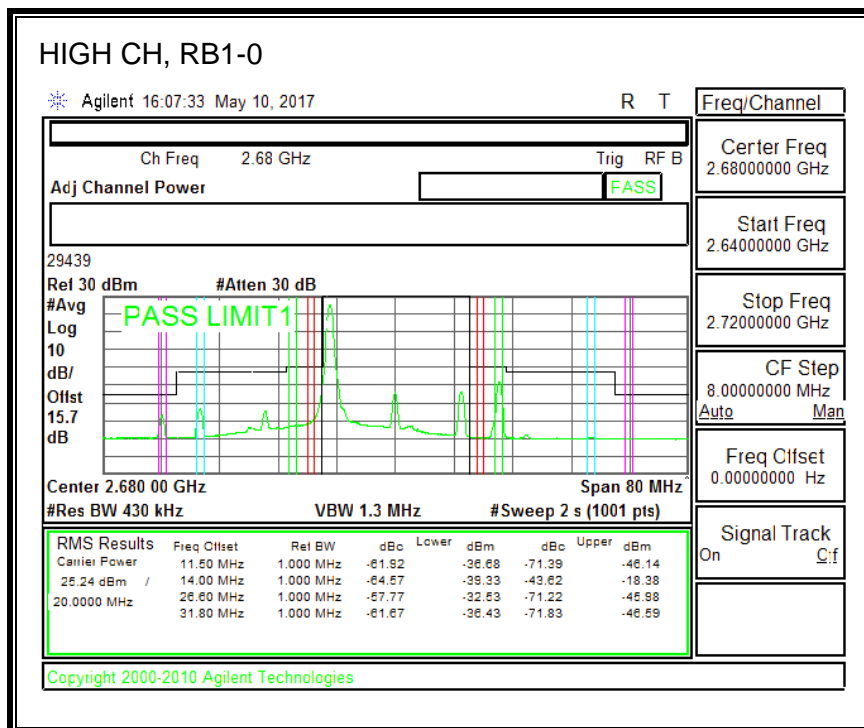 HIGH CH, RB1-0
Agilent 16:07:33 May 10, 2017 R T
Freq/Channel
Ch Freq 2.68 GHz Trig RF B
Adj Channel Power PASS
Center Freq
2.68000000 GHz
Start Freq
2.64000000 GHz
Stop Freq
2.72000000 GHz
CF Step
8.00000000 MHz
Auto Man
Freq Offset
0.00000000 Hz
Signal Track
On Off
29439
Ref 30 dBm #Atten 30 dB
#Avg
Log
10
dB/
Offst
15.7
dB
PASS LIMIT1
Center 2.680 00 GHz Span 80 MHz
#Res BW 430 kHz VBW 1.3 MHz #Sweep 2 s (1001 pts)
RMS Results Freq Offset Ref BW dBc Lower dBm dBc Upper dBm
Carrier Power 11.50 MHz 1.000 MHz -61.92 -36.68 -71.39 -46.14
25.24 dBm / 14.00 MHz 1.000 MHz -64.57 -39.33 -43.62 -18.38
20.0000 MHz 26.60 MHz 1.000 MHz -57.77 -32.53 -71.22 -45.98
31.80 MHz 1.000 MHz -61.67 -36.43 -71.83 -46.59
Copyright 2000-2010 Agilent Technologies